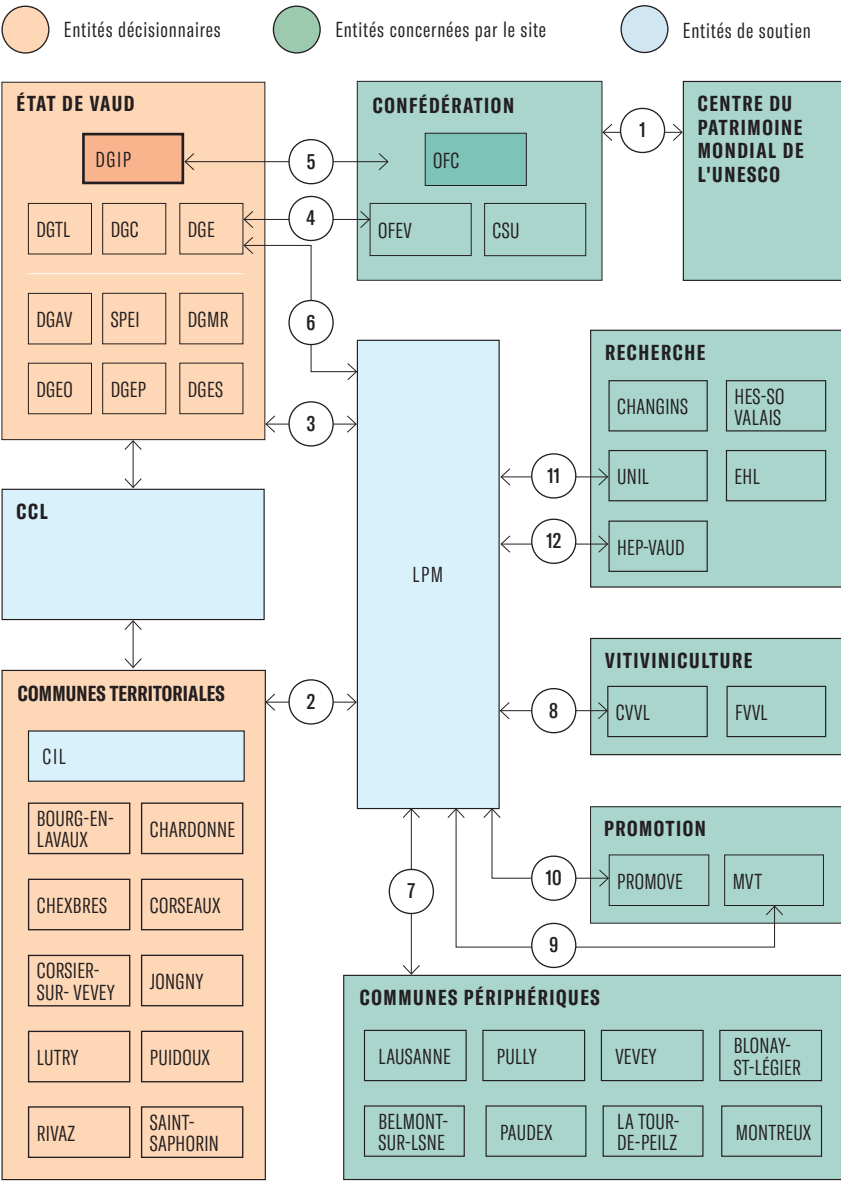 Entités décisionnaires
Entités concernées par le site
Entités de soutien
ÉTAT DE VAUD
DGIP
DGTL
DGC
DGE
DGAV
SPEI
DGMR
DGEO
DGEP
DGES
CONFÉDÉRATION
OFC
OFEV
CSU
CENTRE DU
PATRIMOINE
MONDIAL DE
L'UNESCO
1
5
4
6
3
CCL
LPM
RECHERCHE
CHANGINS
HES-SO
VALAIS
UNIL
EHL
HEP-VAUD
11
12
COMMUNES TERRITORIALES
CIL
BOURG-EN-
LAVAUX
CHARDONNE
CHEXBRES
CORSEAUX
CORSIER-
SUR- VEVEY
JONGNY
LUTRY
PUIDOUX
RIVAZ
SAINT-
SAPHORIN
2
8
VITIVINICULTURE
CVVL
FVVL
PROMOTION
PROMOVE
MVT
10
7
9
COMMUNES PÉRIPHÉRIQUES
LAUSANNE
PULLY
VEVEY
BLONAY-
ST-LÉGIER
BELMONT-
SUR-LSNE
PAUDEX
LA TOUR-
DE-PEILZ
MONTREUX